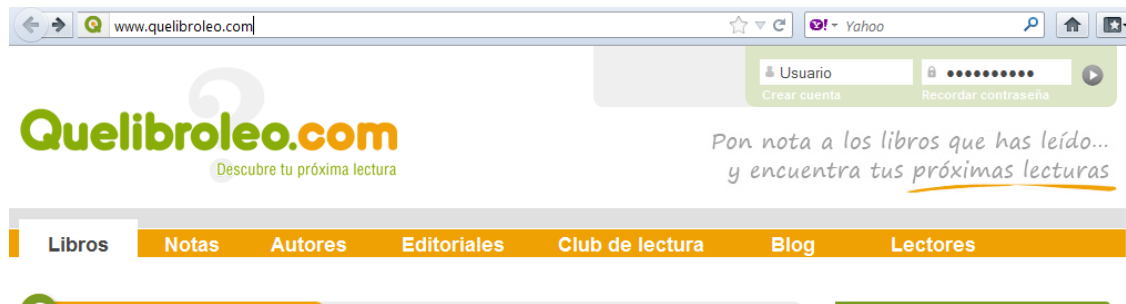 www.quelibroleo.com
Yahoo
Usuario
Crear cuenta
Recordar contraseña
Quelibroleo.com
Descubre tu próxima lectura
Pon nota a los libros que has leído...
y encuentra tus próximas lecturas
Libros Notas Autores Editoriales Club de lectura Blog Lectores